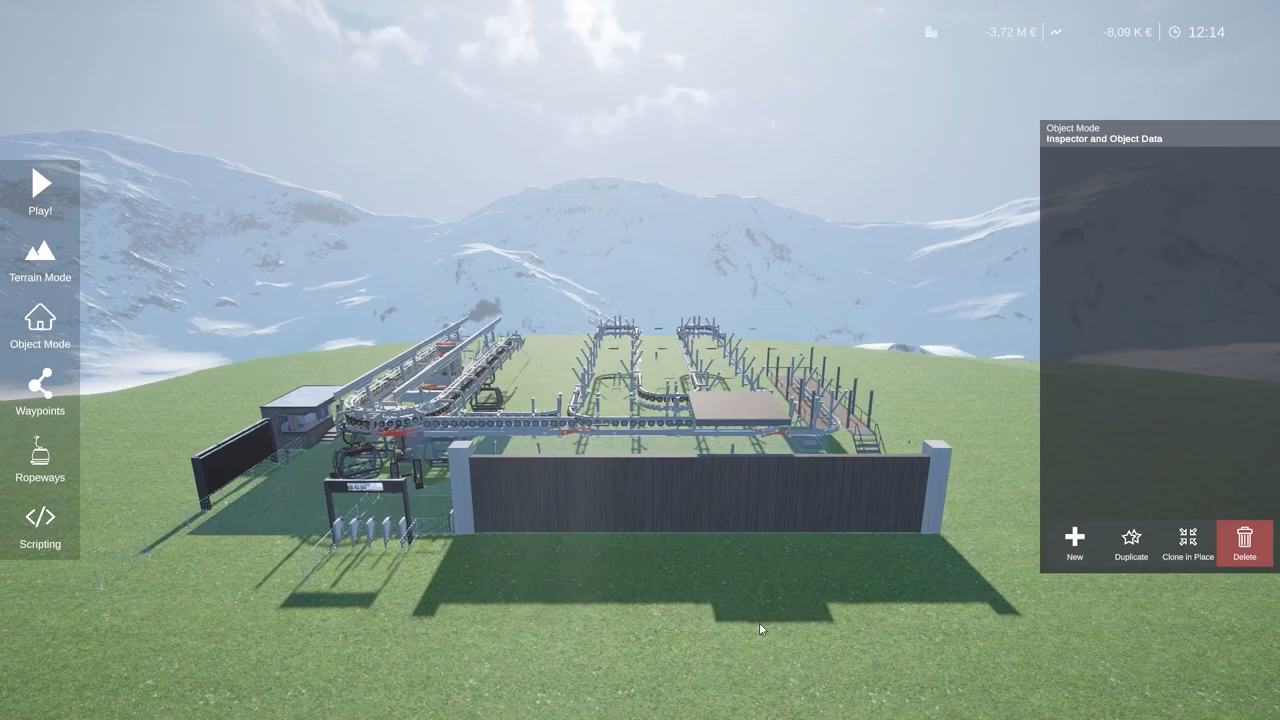 -3,72 M €
-8,09 K €
12:14
Object Mode
Inspector and Object Data
Play!
Terrain Mode
Object Mode
Waypoints
Ropeways
Scripting
New
Duplicate
Clone in Place
Delete